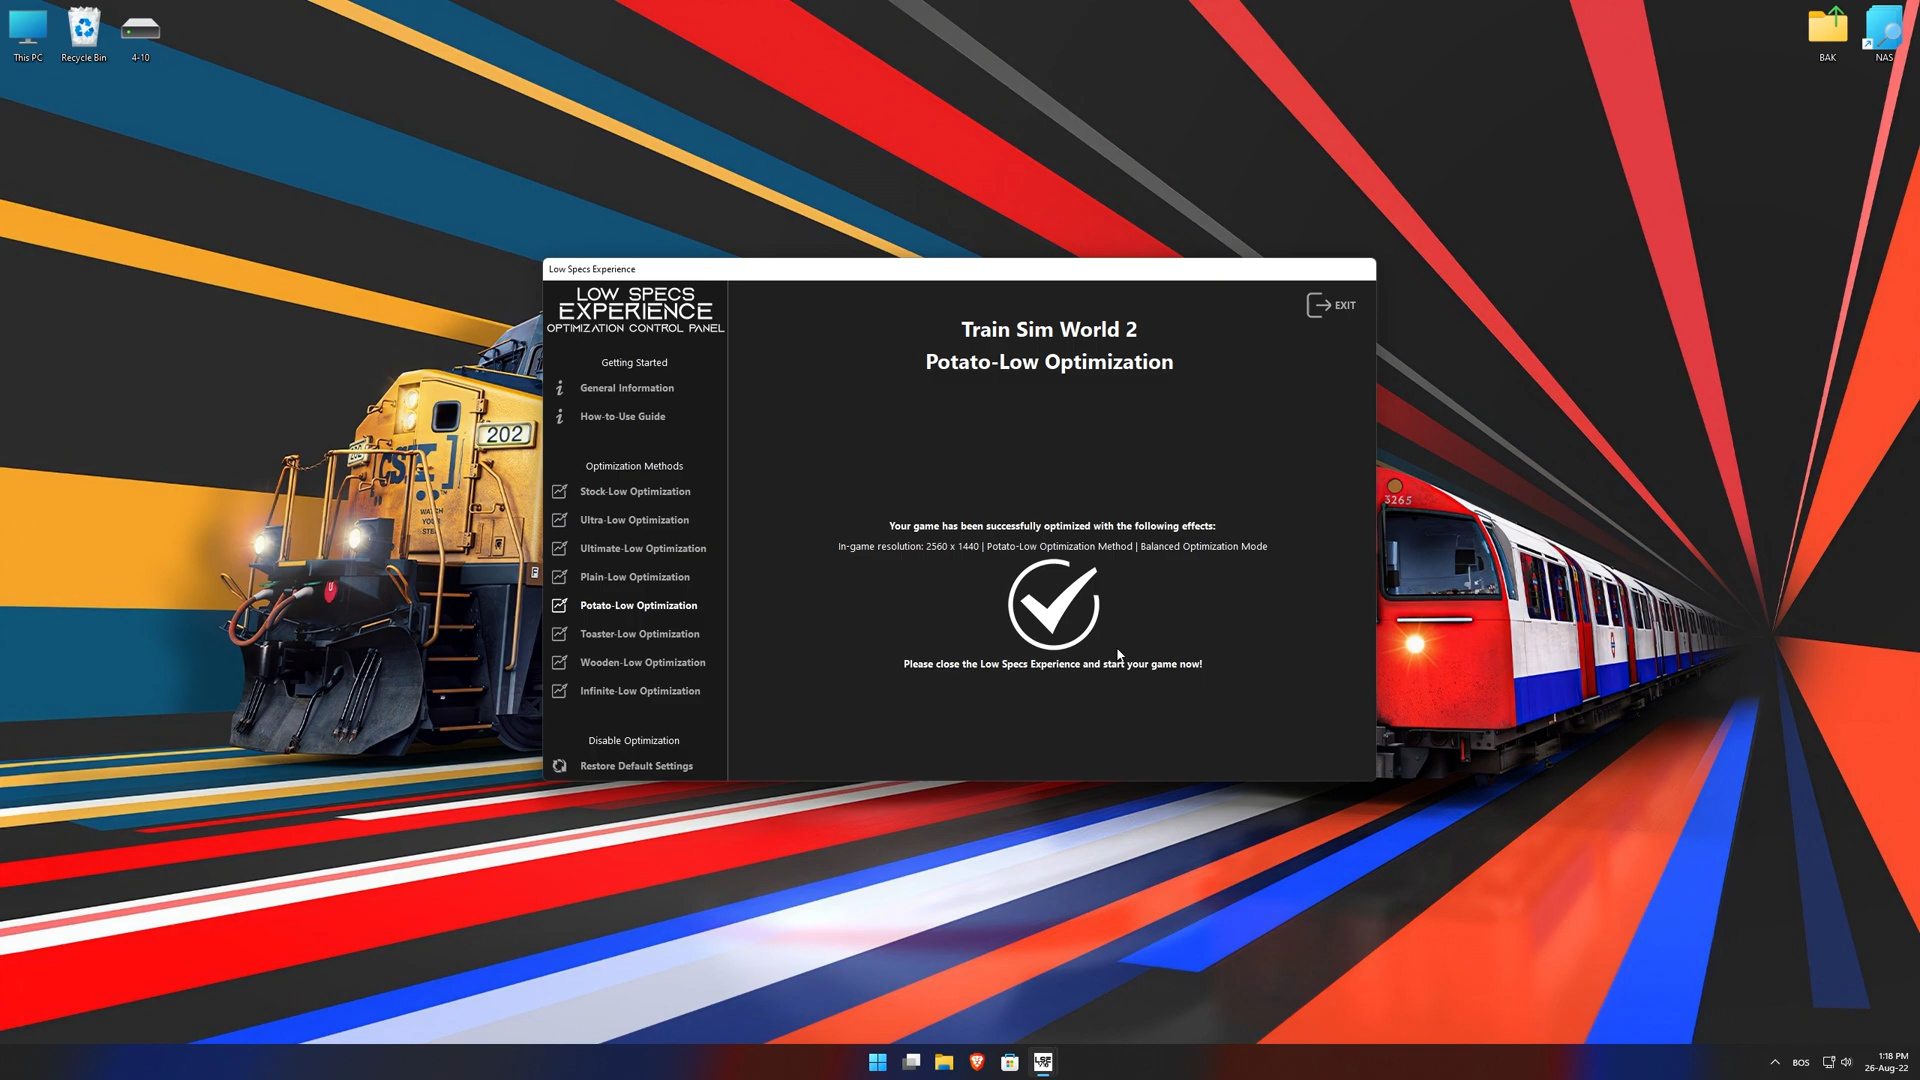 This PC
Recycle Bin
4-10
BAK
NAS
Low Specs Experience
LOW SPECS
EXPERIENCE
OPTIMIZATION CONTROL PANEL
Getting Started
General Information
How-to-Use Guide
Optimization Methods
Stock-Low Optimization
Ultra-Low Optimization
Ultimate-Low Optimization
Plain-Low Optimization
Potato-Low Optimization
Toaster-Low Optimization
Wooden-Low Optimization
Infinite-Low Optimization
Disable Optimization
Restore Default Settings
EXIT
Train Sim World 2
Potato-Low Optimization
Your game has been successfully optimized with the following effects:
In-game resolution: 2560 x 1440 | Potato-Low Optimization Method | Balanced Optimization Mode
Please close the Low Specs Experience and start your game now!
202
3265
LSE
BOS
1:18 PM
26-Aug-22